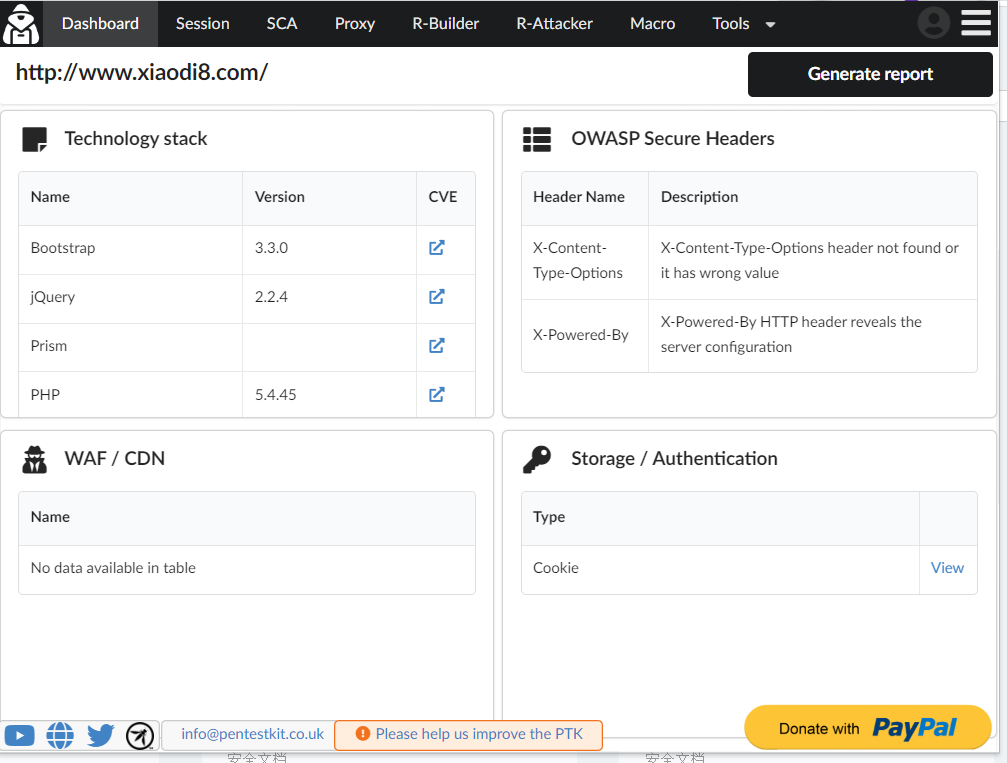 Dashboard Session SCA Proxy R-Builder R-Attacker Macro Tools
http://www.xiaodi8.com/
Generate report
Technology stack
Name Version CVE
Bootstrap 3.3.0
jQuery 2.2.4
Prism
PHP 5.4.45
OWASP Secure Headers
Header Name Description
X-Content-
Type-Options
X-Content-Type-Options header not found or
it has wrong value
X-Powered-By
X-Powered-By HTTP header reveals the
server configuration
WAF / CDN
Name
No data available in table
Storage / Authentication
Type
Cookie View
info@pentestkit.co.uk
Please help us improve the PTK
Donate with PayPal
安全文档 安全文档